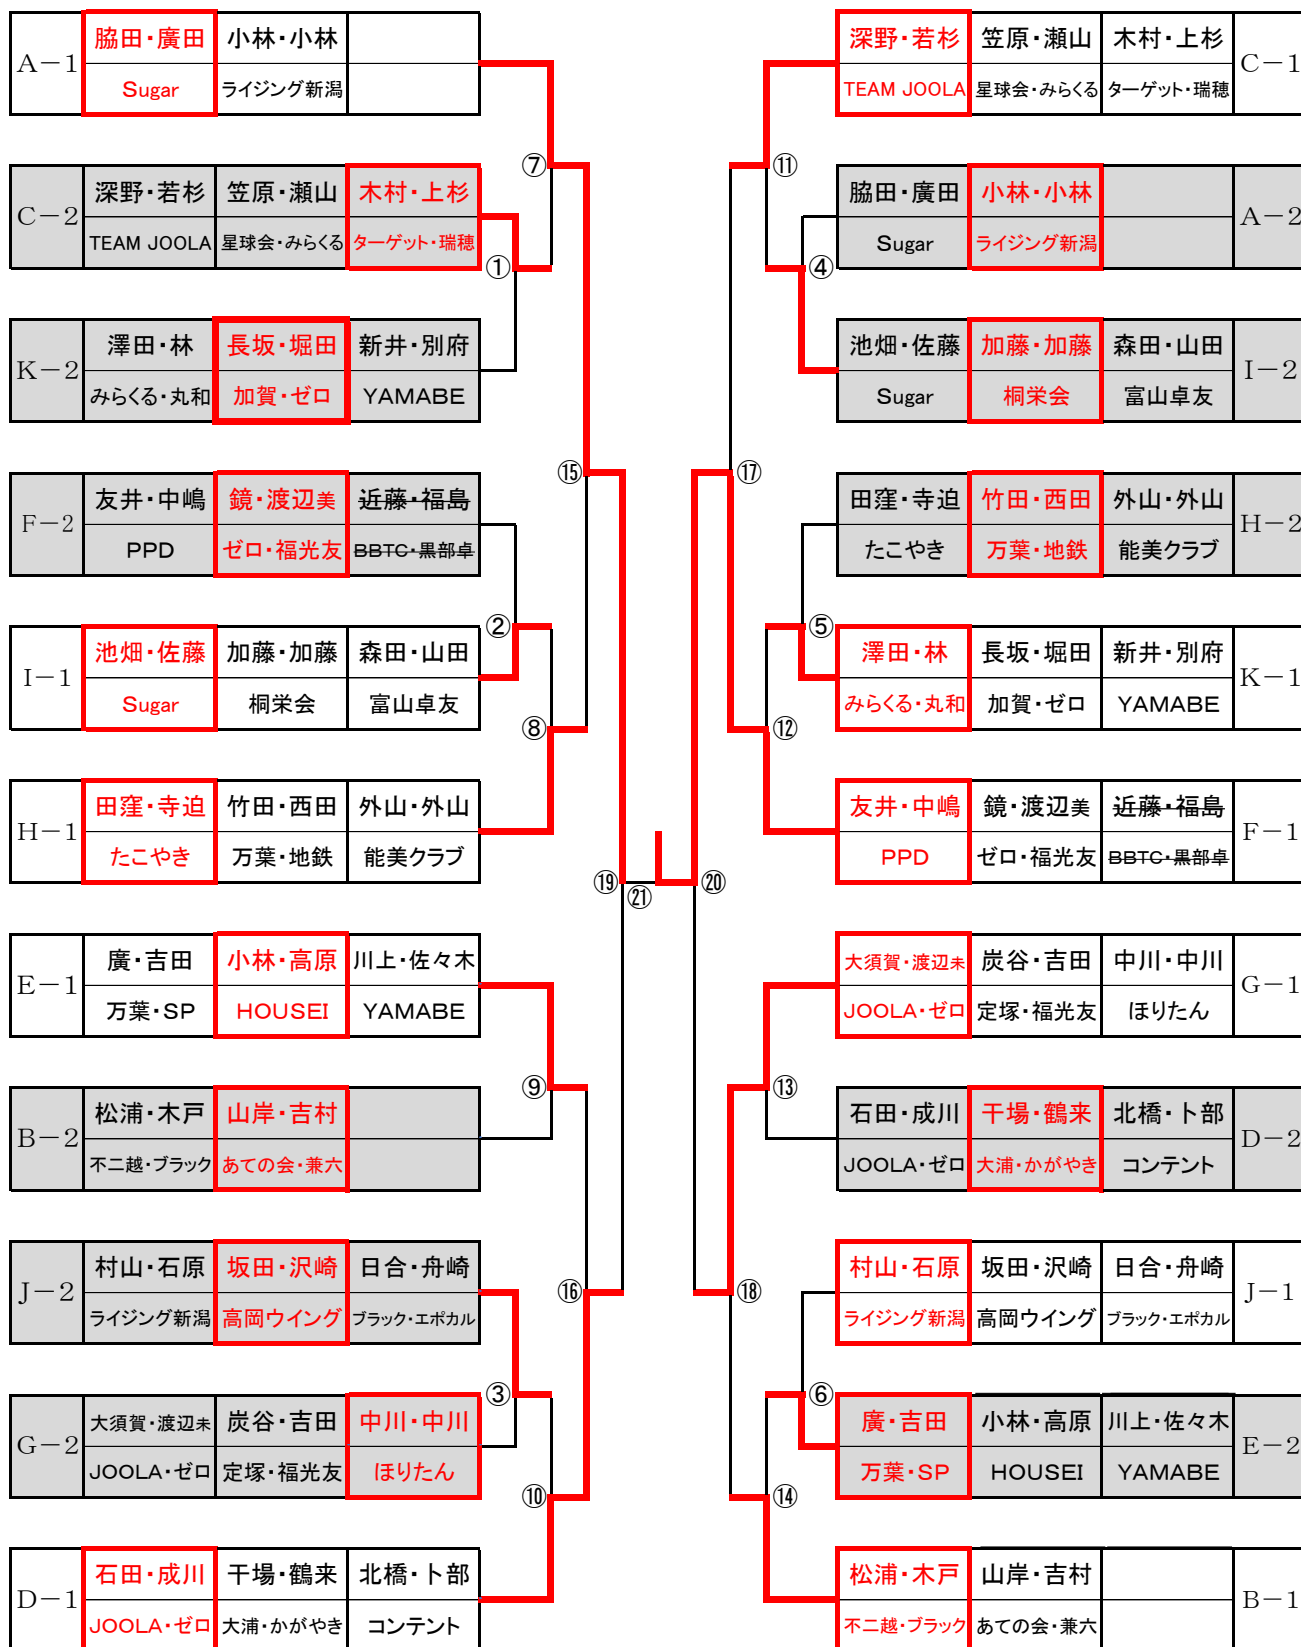 A-1 脇田・廣田 小林・小林
Sugar ライジング新潟
C-2 深野・若杉 笠原・瀬山 木村・上杉
TEAM JOOLA 星球会・みらくる ターゲット・瑞穂
K-2 澤田・林 長坂・堀田 新井・別府
みらくる・丸和 加賀・ゼロ YAMABE
F-2 友井・中嶋 鏡・渡辺美 近藤・福島
PPD ゼロ・福光友 BBTC・黒部卓
I-1 池畑・佐藤 加藤・加藤 森田・山田
Sugar 桐栄会 富山卓友
H-1 田窪・寺迫 竹田・西田 外山・外山
たこやき 万葉・地鉄 能美クラブ
E-1 廣・吉田 小林・高原 川上・佐々木
万葉・SP HOUSEI YAMABE
B-2 松浦・木戸 山岸・吉村
不二越・ブラック あての会・兼六
J-2 村山・石原 坂田・沢崎 日合・舟崎
ライジング新潟 高岡ウイング ブラック・エポカル
G-2 大須賀・渡辺未 炭谷・吉田 中川・中川
JOOLA・ゼロ 定塚・福光友 ほりたん
D-1 石田・成川 干場・鶴来 北橋・卜部
JOOLA・ゼロ 大浦・かがやき コンテント
⑦
①
⑮
②
⑧
⑲
㉑
⑨
⑯
③
⑩
⑪
④
⑰
⑤
⑫
⑳
⑬
⑱
⑥
⑭
深野・若杉 笠原・瀬山 木村・上杉 C-1
TEAM JOOLA 星球会・みらくる ターゲット・瑞穂
脇田・廣田 小林・小林 A-2
Sugar ライジング新潟
池畑・佐藤 加藤・加藤 森田・山田 I-2
Sugar 桐栄会 富山卓友
田窪・寺迫 竹田・西田 外山・外山 H-2
たこやき 万葉・地鉄 能美クラブ
澤田・林 長坂・堀田 新井・別府 K-1
みらくる・丸和 加賀・ゼロ YAMABE
友井・中嶋 鏡・渡辺美 近藤・福島 F-1
PPD ゼロ・福光友 BBTC・黒部卓
大須賀・渡辺未 炭谷・吉田 中川・中川 G-1
JOOLA・ゼロ 定塚・福光友 ほりたん
石田・成川 干場・鶴来 北橋・卜部 D-2
JOOLA・ゼロ 大浦・かがやき コンテント
村山・石原 坂田・沢崎 日合・舟崎 J-1
ライジング新潟 高岡ウイング ブラック・エポカル
廣・吉田 小林・高原 川上・佐々木 E-2
万葉・SP HOUSEI YAMABE
松浦・木戸 山岸・吉村 B-1
不二越・ブラック あての会・兼六